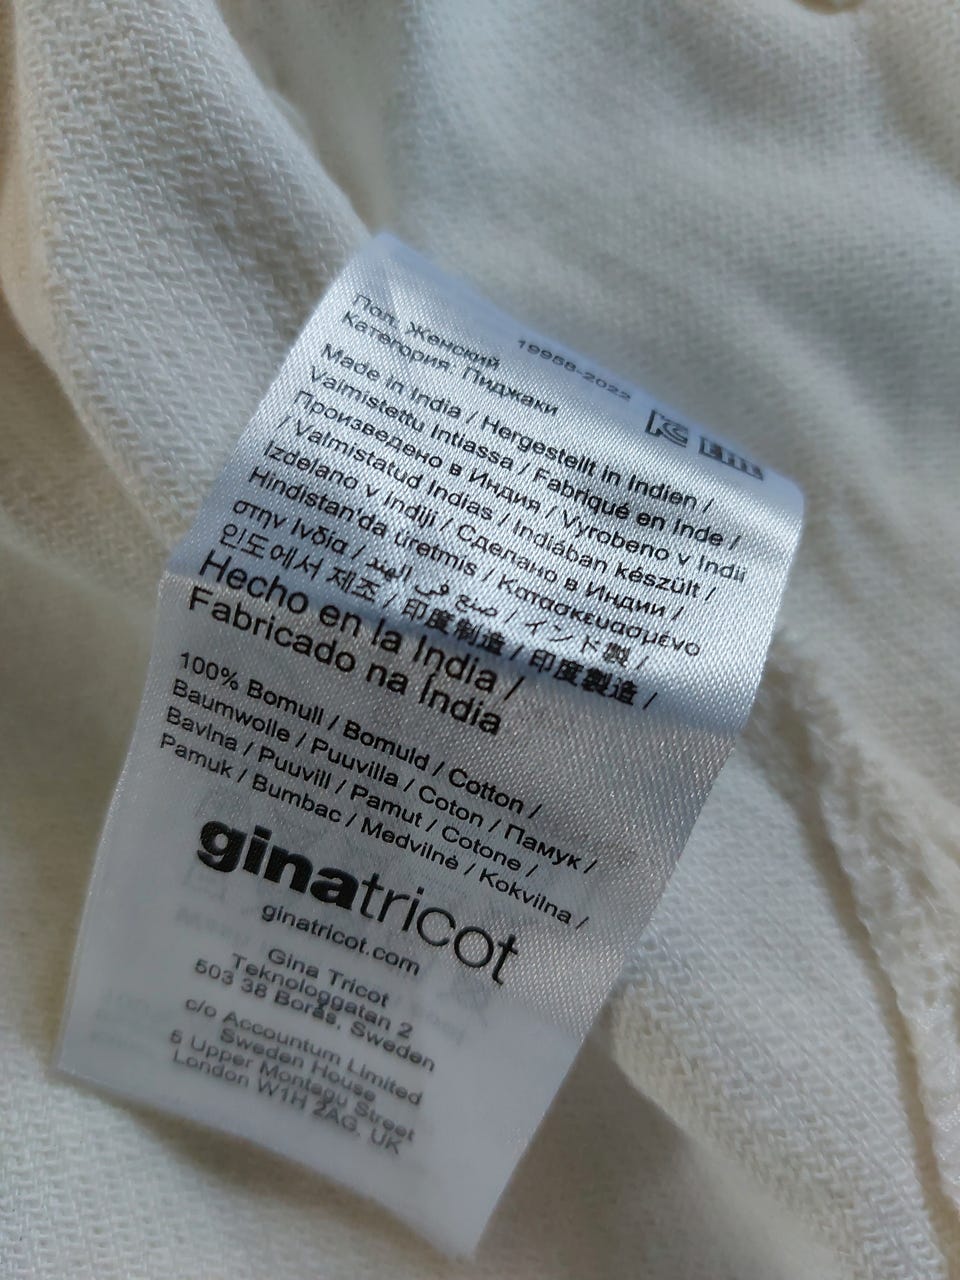 Пол: Женский
Категория: Пиджаки
19958-2022
EAC
Made in India / Hergestellt in Indien /
Valmistettu Intiassa / Fabriqué en Inde /
Произведено в Индия / Vyrobeno v Indii
/ Valmistatud Indias / Indiában készült /
Izdelano v Indiji / Сделано в Индии /
Hindistan'da üretmis / Κατασκευασμένο
στην Ινδία / صنع في الهند / インド製 /
인도에서 제조 / 印度制造 / 印度製造 /
Hecho en la India /
Fabricado na Índia
100% Bomull / Bomuld / Cotton /
Baumwolle / Puuvilla / Coton / Памук /
Bavlna / Puuvill / Pamut / Cotone /
Pamuk / Bumbac / Medvilnė / Kokvilna /
ginatricot
ginatricot.com
Gina Tricot
Teknologgatan 2
503 38 Borås, Sweden
c/o Accountum Limited
Sweden House
5 Upper Montagu Street
London W1H 2AG, UK